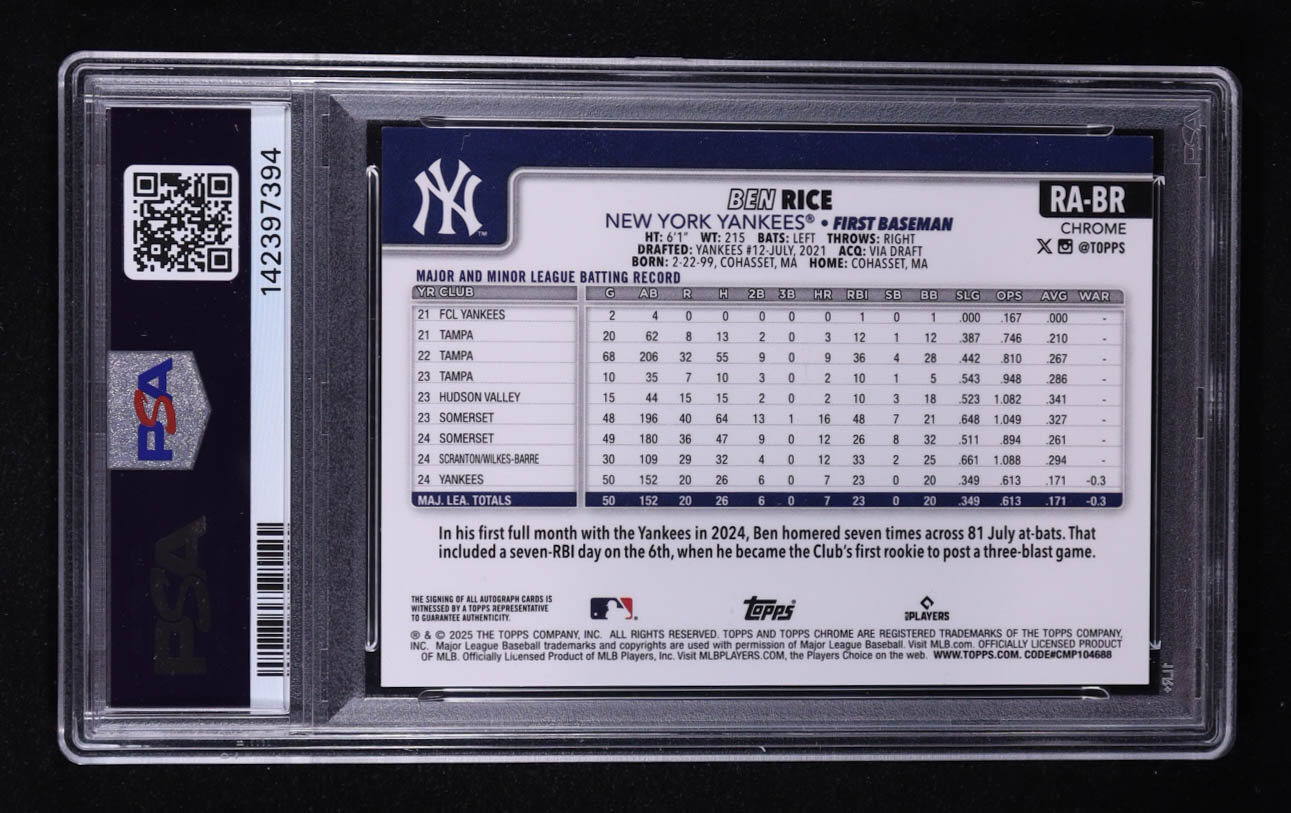 142397394
PSA
PSA
PSA
NY
TM
BEN RICE
NEW YORK YANKEES® • FIRST BASEMAN
HT: 6'1" WT: 215 BATS: LEFT THROWS: RIGHT
DRAFTED: YANKEES #12-JULY, 2021 ACQ: VIA DRAFT
BORN: 2-22-99, COHASSET, MA HOME: COHASSET, MA
RA-BR
CHROME
@TOPPS
MAJOR AND MINOR LEAGUE BATTING RECORD
YR CLUB G AB R H 2B 3B HR RBI SB BB SLG OPS AVG WAR
21 FCL YANKEES 2 4 0 0 0 0 0 1 0 1 .000 .167 .000 -
21 TAMPA 20 62 8 13 2 0 3 12 1 12 .387 .746 .210 -
22 TAMPA 68 206 32 55 9 0 9 36 4 28 .442 .810 .267 -
23 TAMPA 10 35 7 10 3 0 2 10 1 5 .543 .948 .286 -
23 HUDSON VALLEY 15 44 15 15 2 0 2 10 3 18 .523 1.082 .341 -
23 SOMERSET 48 196 40 64 13 1 16 48 7 21 .648 1.049 .327 -
24 SOMERSET 49 180 36 47 9 0 12 26 8 32 .511 .894 .261 -
24 SCRANTON/WILKES-BARRE 30 109 29 32 4 0 12 33 2 25 .661 1.088 .294 -
24 YANKEES 50 152 20 26 6 0 7 23 0 20 .349 .613 .171 -0.3
MAJ. LEA. TOTALS 50 152 20 26 6 0 7 23 0 20 .349 .613 .171 -0.3
In his first full month with the Yankees in 2024, Ben homered seven times across 81 July at-bats. That
included a seven-RBI day on the 6th, when he became the Club's first rookie to post a three-blast game.
THE SIGNING OF ALL AUTOGRAPH CARDS IS
WITNESSED BY A TOPPS REPRESENTATIVE
TO GUARANTEE AUTHENTICITY.
Topps
PLAYERS
® & © 2025 THE TOPPS COMPANY, INC. ALL RIGHTS RESERVED. TOPPS AND TOPPS CHROME ARE REGISTERED TRADEMARKS OF THE TOPPS COMPANY,
INC. Major League Baseball trademarks and copyrights are used with permission of Major League Baseball. Visit MLB.com. OFFICIALLY LICENSED PRODUCT
OF MLB. Officially Licensed Product of MLB Players, Inc. Visit MLBPLAYERS.COM, the Players Choice on the web. WWW.TOPPS.COM. CODE#CMP104688